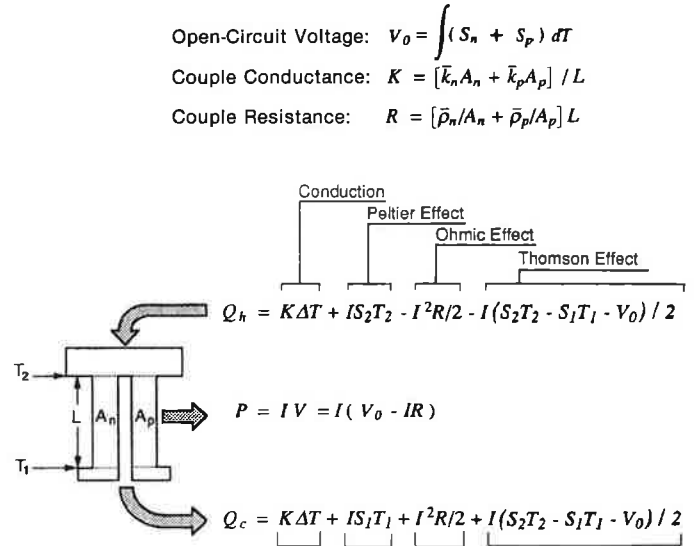 Open-Circuit Voltage: V₀ = ∫(Sₙ + Sₚ) dT
Couple Conductance: K = [k̄ₙAₙ + k̄ₚAₚ] / L
Couple Resistance: R = [ρ̄ₙ/Aₙ + ρ̄ₚ/Aₚ] L
Conduction
Peltier Effect
Ohmic Effect
Thomson Effect
Qₕ = KΔT + IS₂T₂ - I²R/2 - I(S₂T₂ - S₁T₁ - V₀) / 2
T₂
L Aₙ Aₚ
P = IV = I( V₀ - IR)
T₁
Q꜀ = KΔT + IS₁T₁ + I²R/2 + I(S₂T₂ - S₁T₁ - V₀) / 2